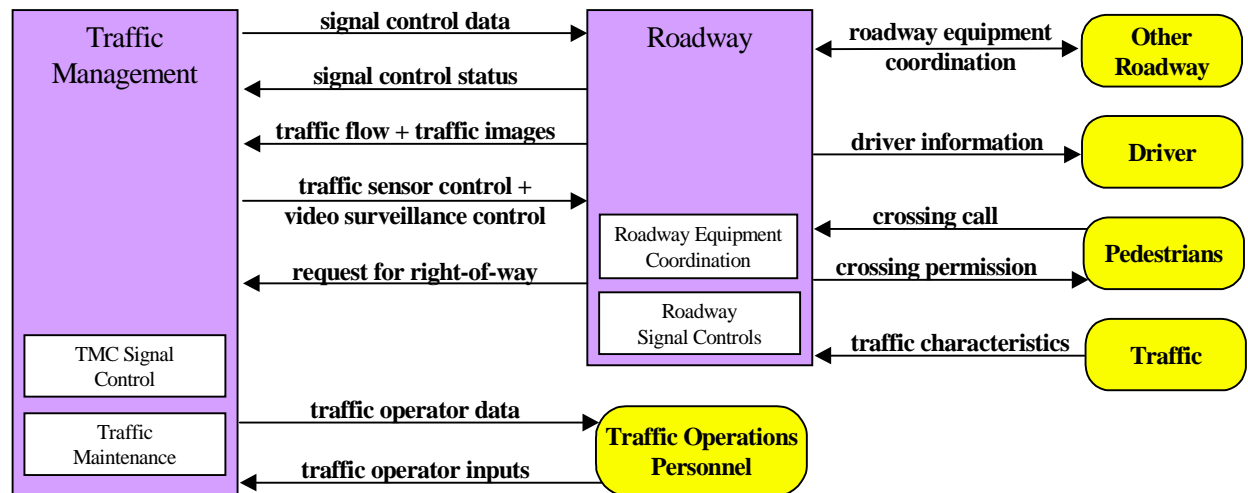 Traffic
Management
signal control data
signal control status
traffic flow + traffic images
traffic sensor control +
video surveillance control
request for right-of-way
TMC Signal
Control
Traffic
Maintenance
traffic operator data
traffic operator inputs
Traffic Operations
Personnel
Roadway
Roadway Equipment
Coordination
Roadway
Signal Controls
roadway equipment
coordination
Other
Roadway
driver information
Driver
crossing call
crossing permission
Pedestrians
traffic characteristics
Traffic